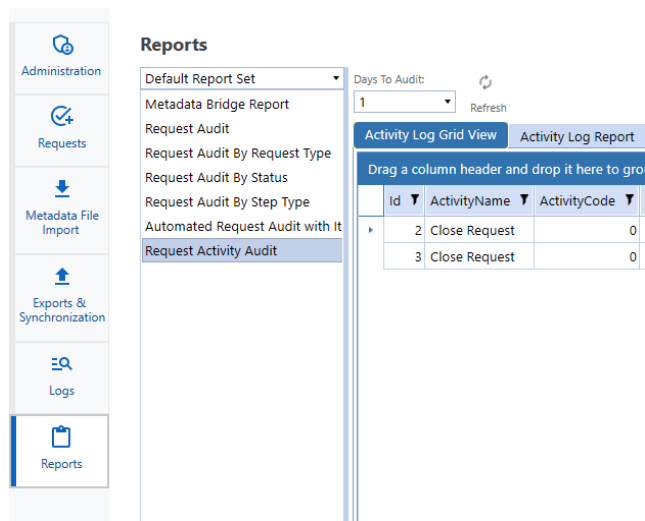 Administration
Requests
Metadata File
Import
Exports &
Synchronization
Logs
Reports
Reports
Default Report Set
Metadata Bridge Report
Request Audit
Request Audit By Request Type
Request Audit By Status
Request Audit By Step Type
Automated Request Audit with It
Request Activity Audit
Days To Audit:
1
Refresh
Activity Log Grid View Activity Log Report
Drag a column header and drop it here to gro
Id ActivityName ActivityCode
2 Close Request 0
3 Close Request 0